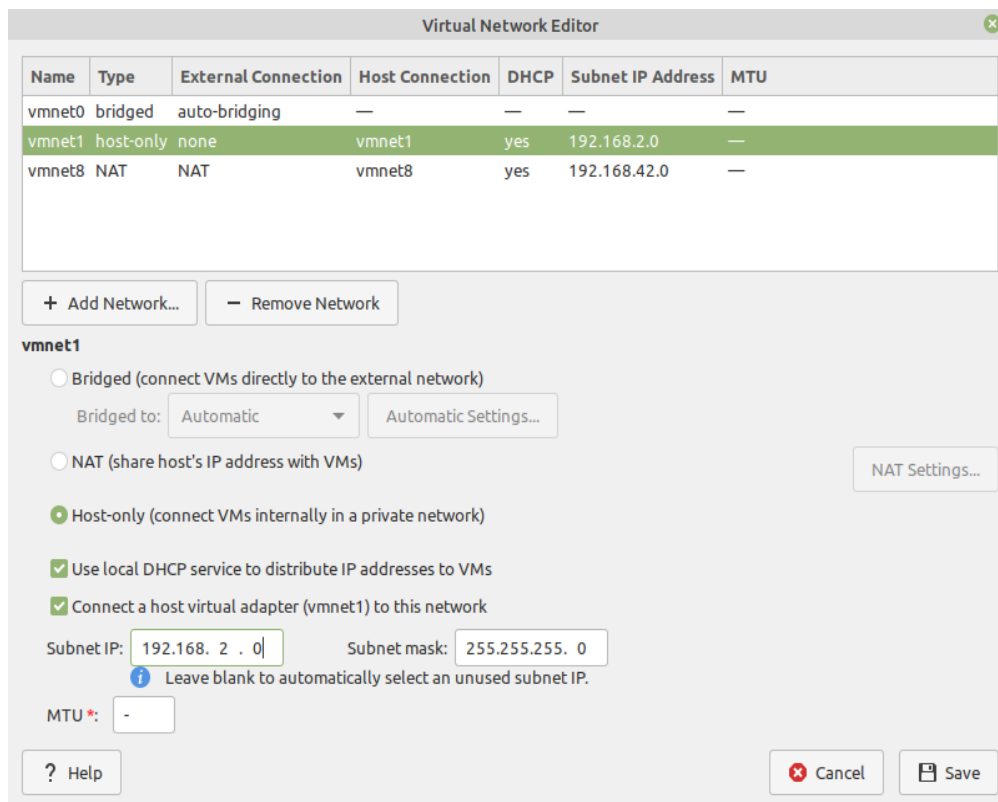 Virtual Network Editor
Name Type External Connection Host Connection DHCP Subnet IP Address MTU
vmnet0 bridged auto-bridging — — — —
vmnet1 host-only none vmnet1 yes 192.168.2.0 —
vmnet8 NAT NAT vmnet8 yes 192.168.42.0 —
+ Add Network... − Remove Network
vmnet1
Bridged (connect VMs directly to the external network)
Bridged to: Automatic Automatic Settings...
NAT (share host's IP address with VMs)
NAT Settings...
Host-only (connect VMs internally in a private network)
Use local DHCP service to distribute IP addresses to VMs
Connect a host virtual adapter (vmnet1) to this network
Subnet IP: 192.168. 2 . 0 Subnet mask: 255.255.255. 0
i Leave blank to automatically select an unused subnet IP.
MTU *: -
? Help Cancel Save